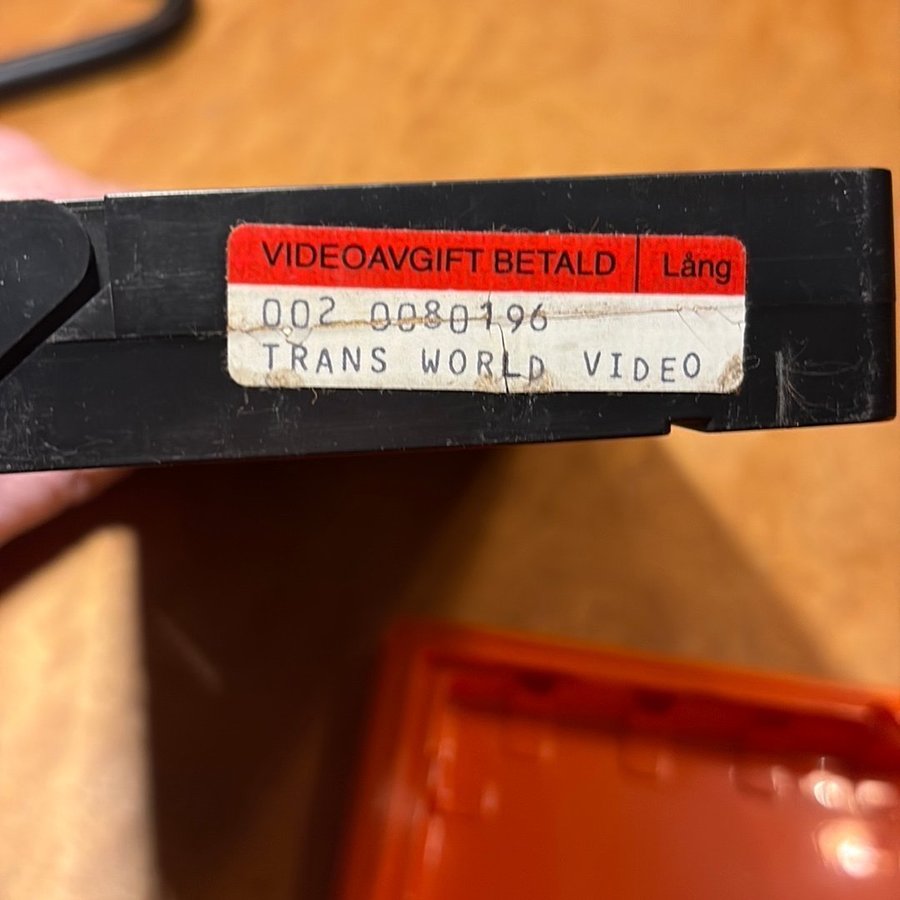 VIDEOAVGIFT BETALD Lång
002 0080196
TRANS WORLD VIDEO